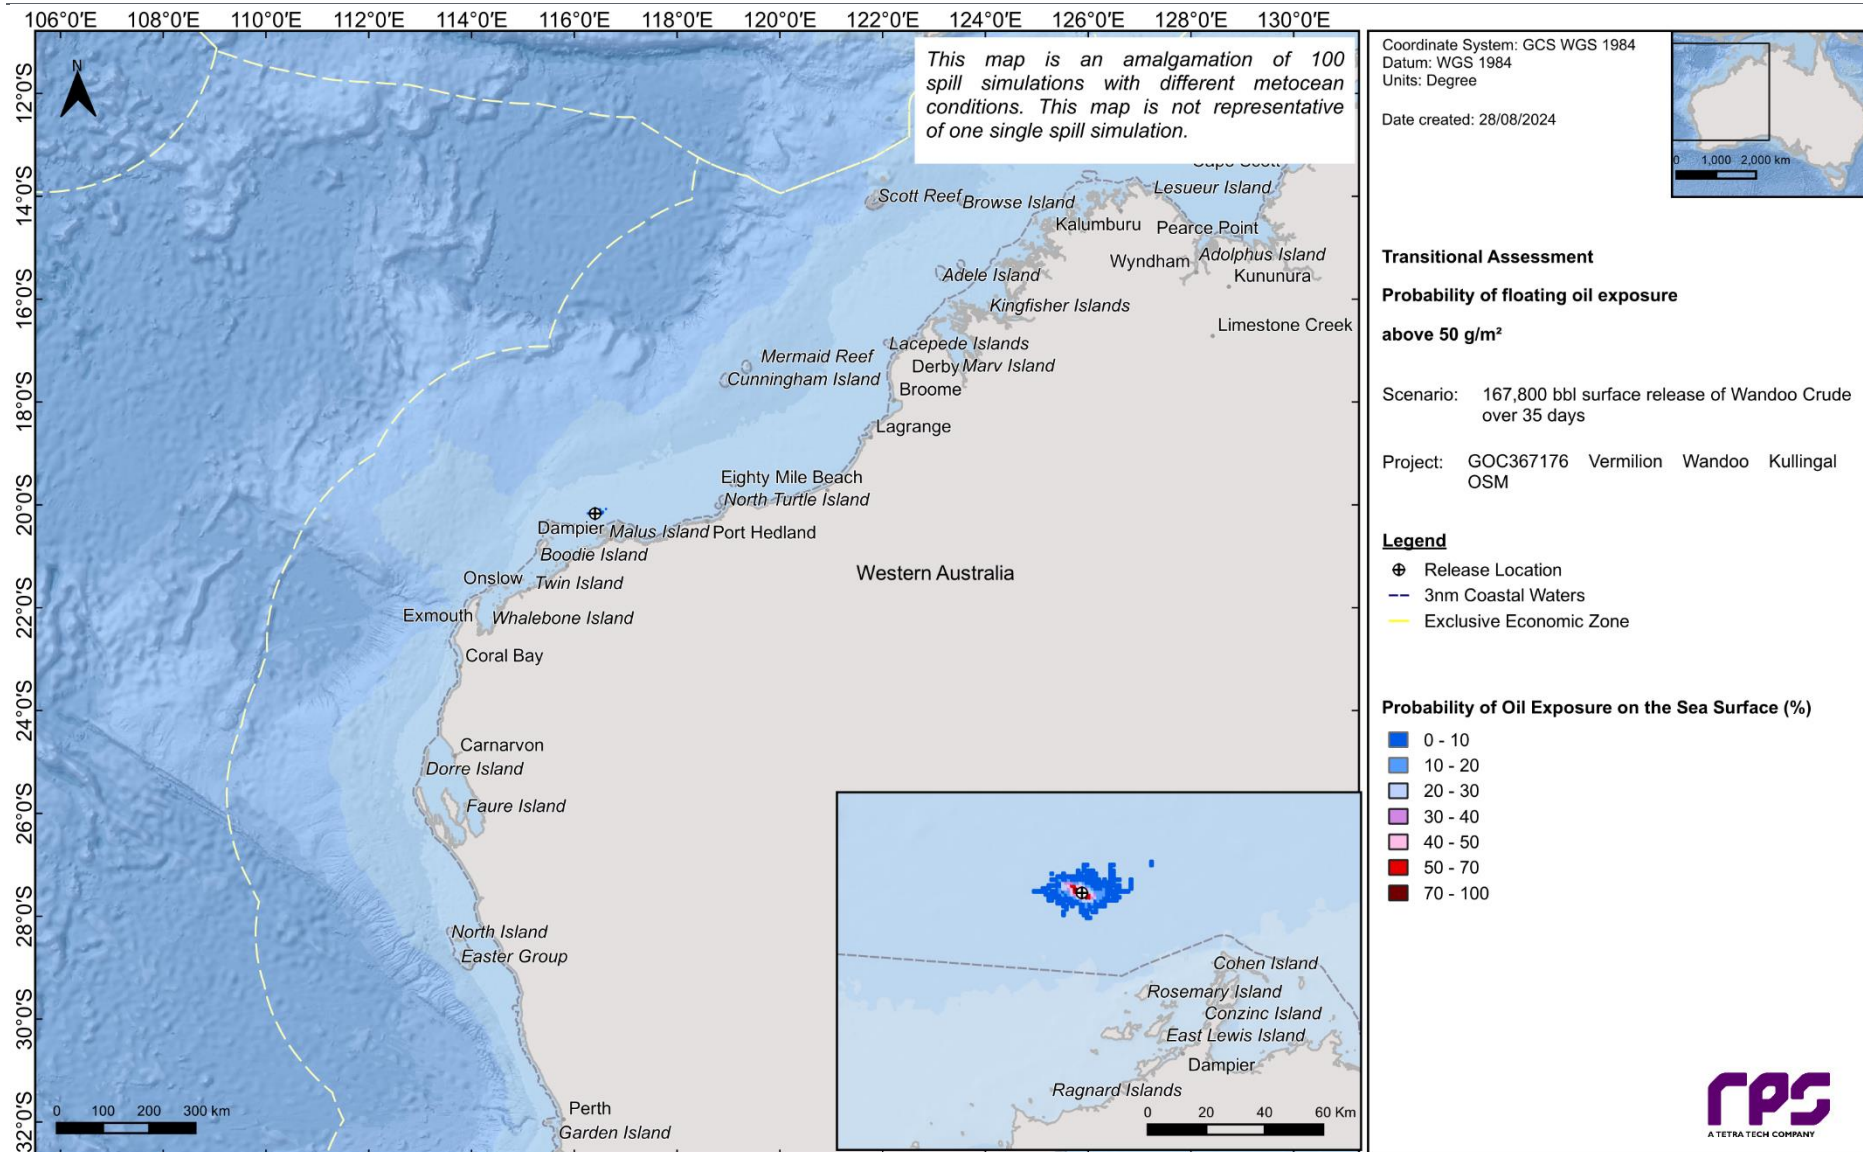 106°0'E 108°0'E 110°0'E 112°0'E 114°0'E 116°0'E 118°0'E 120°0'E 122°0'E 124°0'E 126°0'E 128°0'E 130°0'E
12°0'S
14°0'S
16°0'S
18°0'S
20°0'S
22°0'S
24°0'S
26°0'S
28°0'S
30°0'S
32°0'S
N
This map is an amalgamation of 100
spill simulations with different metocean
conditions. This map is not representative
of one single spill simulation.
Lesueur Island
Scott Reef
Browse Island
Kalumburu
Pearce Point
Wyndham
Adolphus Island
Kununura
Adele Island
Kingfisher Islands
Limestone Creek
Lacepede Islands
Mermaid Reef
Derby
Marv Island
Cunningham Island
Broome
Lagrange
Eighty Mile Beach
North Turtle Island
Dampier
Malus Island
Port Hedland
Boodie Island
Western Australia
Onslow
Twin Island
Exmouth
Whalebone Island
Coral Bay
Carnarvon
Dorre Island
Faure Island
North Island
Easter Group
Perth
Garden Island
0 100 200 300 km
Cohen Island
Rosemary Island
Conzinc Island
East Lewis Island
Dampier
Ragnard Islands
0 20 40 60 Km
Coordinate System: GCS WGS 1984
Datum: WGS 1984
Units: Degree
Date created: 28/08/2024
0 1,000 2,000 km
Transitional Assessment
Probability of floating oil exposure
above 50 g/m²
Scenario: 167,800 bbl surface release of Wandoo Crude
over 35 days
Project: GOC367176 Vermilion Wandoo Kullingal
OSM
Legend
Release Location
3nm Coastal Waters
Exclusive Economic Zone
Probability of Oil Exposure on the Sea Surface (%)
0 - 10
10 - 20
20 - 30
30 - 40
40 - 50
50 - 70
70 - 100
rps
A TETRA TECH COMPANY